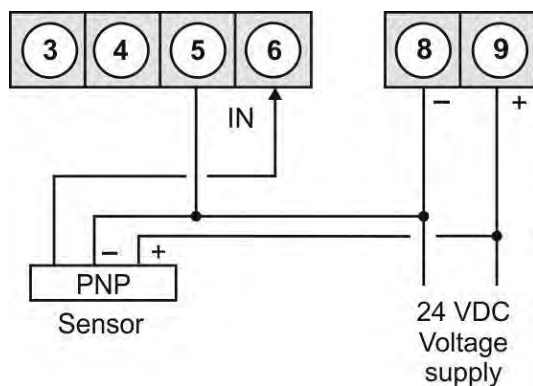 3 4 5 6 8 9
IN
− +
− +
PNP
Sensor
24 VDC
Voltage
supply